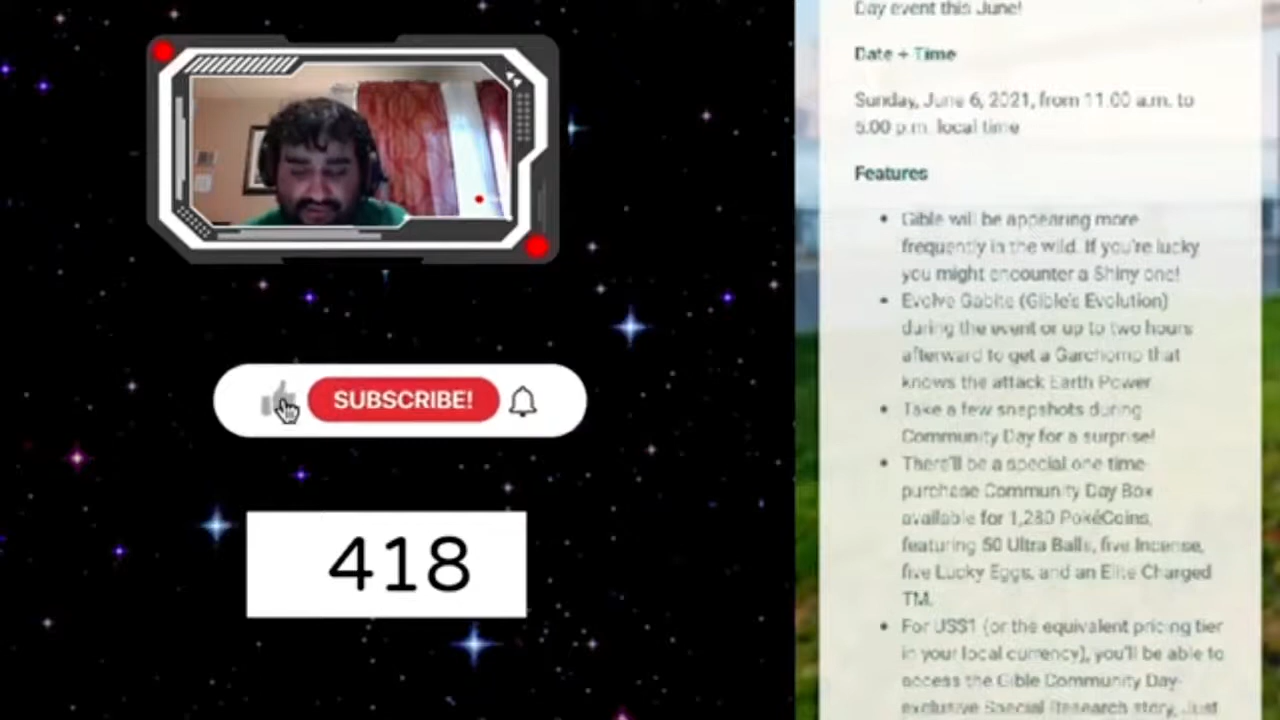 SUBSCRIBE!
418
Day event this June!
Date + Time
Sunday, June 6, 2021, from 11:00 a.m. to
5:00 p.m. local time
Features
• Gible will be appearing more
frequently in the wild. If you're lucky
you might encounter a Shiny one!
• Evolve Gabite (Gible's Evolution)
during the event or up to two hours
afterward to get a Garchomp that
knows the attack Earth Power
• Take a few snapshots during
Community Day for a surprise!
• There'll be a special one-time-
purchase Community Day Box
available for 1,280 PokéCoins,
featuring 50 Ultra Balls, five Incense,
five Lucky Eggs, and an Elite Charged
TM.
• For US$1 (or the equivalent pricing tier
in your local currency), you'll be able to
access the Gible Community Day-
exclusive Special Research story, Just